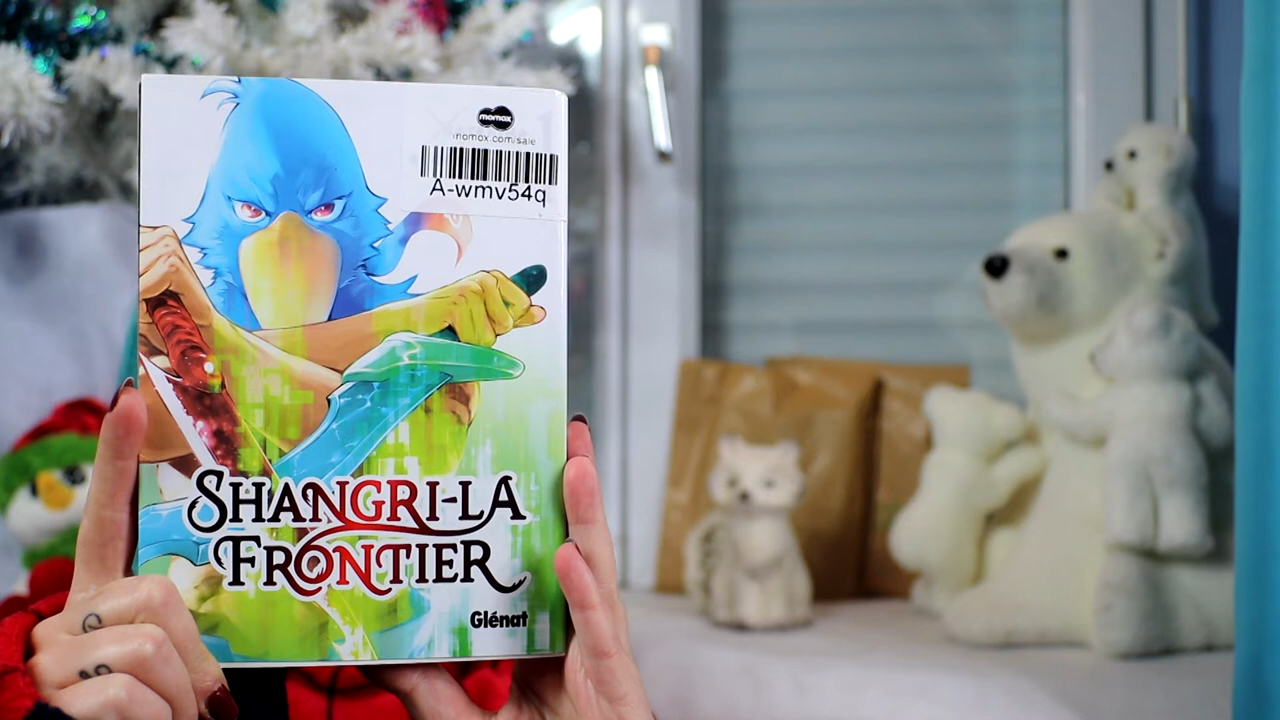 momox
momox.com/sale
A-wmv54q
SHANGRI-LA
FRONTIER
Glénat